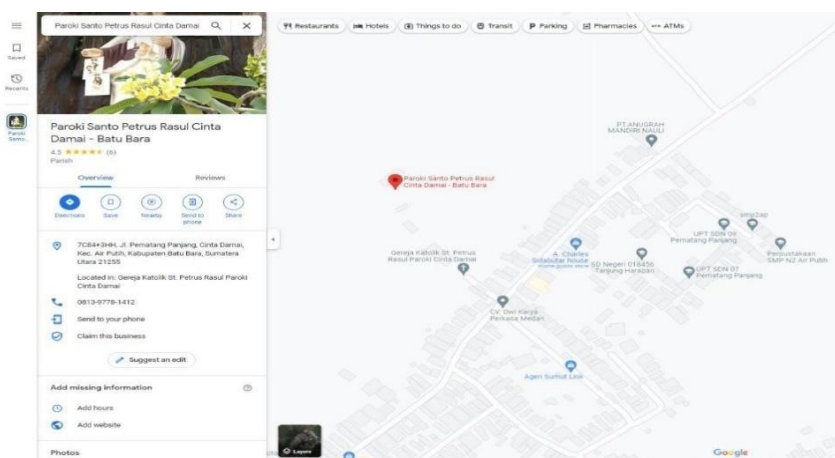 Paroki Santo Petrus Rasul Cinta Damai
Restaurants
Hotels
Things to do
Transit
Parking
Pharmacies
ATMs
Saved
Recents
Paroki
Santo...
Paroki Santo Petrus Rasul Cinta
Damai - Batu Bara
4.5 ★★★★★ (6)
Parish
Overview
Reviews
Directions
Save
Nearby
Send to
phone
Share
7C84+3HH, Jl. Pematang Panjang, Cinta Damai,
Kec. Air Putih, Kabupaten Batu Bara, Sumatera
Utara 21255
Located in: Gereja Katolik St. Petrus Rasul Paroki
Cinta Damai
0813-9778-1412
Send to your phone
Claim this business
Suggest an edit
Add missing information
Add hours
Add website
Photos
PT.ANUGRAH
MANDIRI NAULI
Paroki Santo Petrus Rasul
Cinta Damai - Batu Bara
Gereja Katolik St. Petrus
Rasul Paroki Cinta Damai
A. Charles
Sidabutar house
SD Negeri 018456
Tanjung Harapan
smp2ap
UPT SDN 09
Pematang Panjang
Perpustakaan
SMP N2 Air Putih
UPT SDN 07
Pematang Panjang
CV. Dwi Karya
Perkasa Medan
Agen Sumut Link
Layers
Google